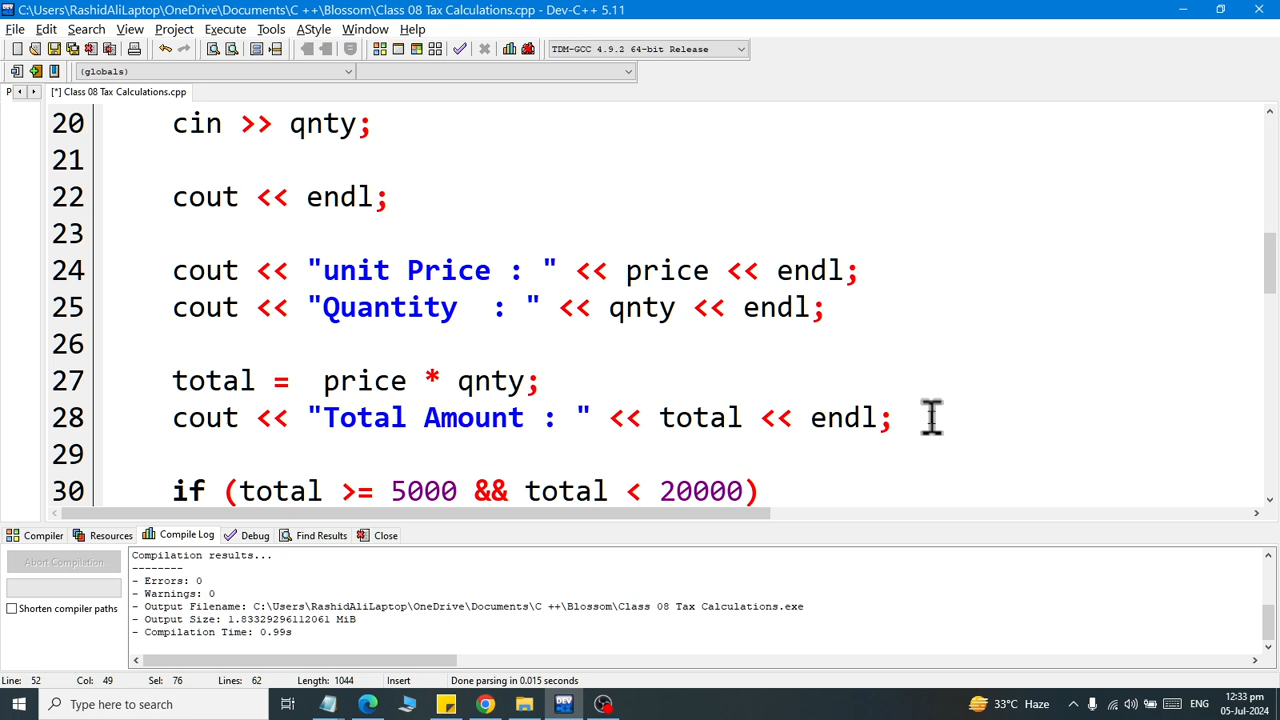 C:\Users\RashidAliLaptop\OneDrive\Documents\C ++\Blossom\Class 08 Tax Calculations.cpp - Dev-C++ 5.11
File Edit Search View Project Execute Tools AStyle Window Help
TDM-GCC 4.9.2 64-bit Release
(globals)
P [*] Class 08 Tax Calculations.cpp
20 cin >> qnty;
21
22 cout << endl;
23
24 cout << "unit Price : " << price << endl;
25 cout << "Quantity  : " << qnty << endl;
26
27 total =  price * qnty;
28 cout << "Total Amount : " << total << endl;
29
30 if (total >= 5000 && total < 20000)
Compiler Resources Compile Log Debug Find Results Close
Abort Compilation
Shorten compiler paths
Compilation results...
--------
- Errors: 0
- Warnings: 0
- Output Filename: C:\Users\RashidAliLaptop\OneDrive\Documents\C ++\Blossom\Class 08 Tax Calculations.exe
- Output Size: 1.83329296112061 MiB
- Compilation Time: 0.99s
Line: 52 Col: 49 Sel: 76 Lines: 62 Length: 1044 Insert Done parsing in 0.015 seconds
Type here to search
DEV
33°C Haze
ENG
12:33 pm
05-Jul-2024